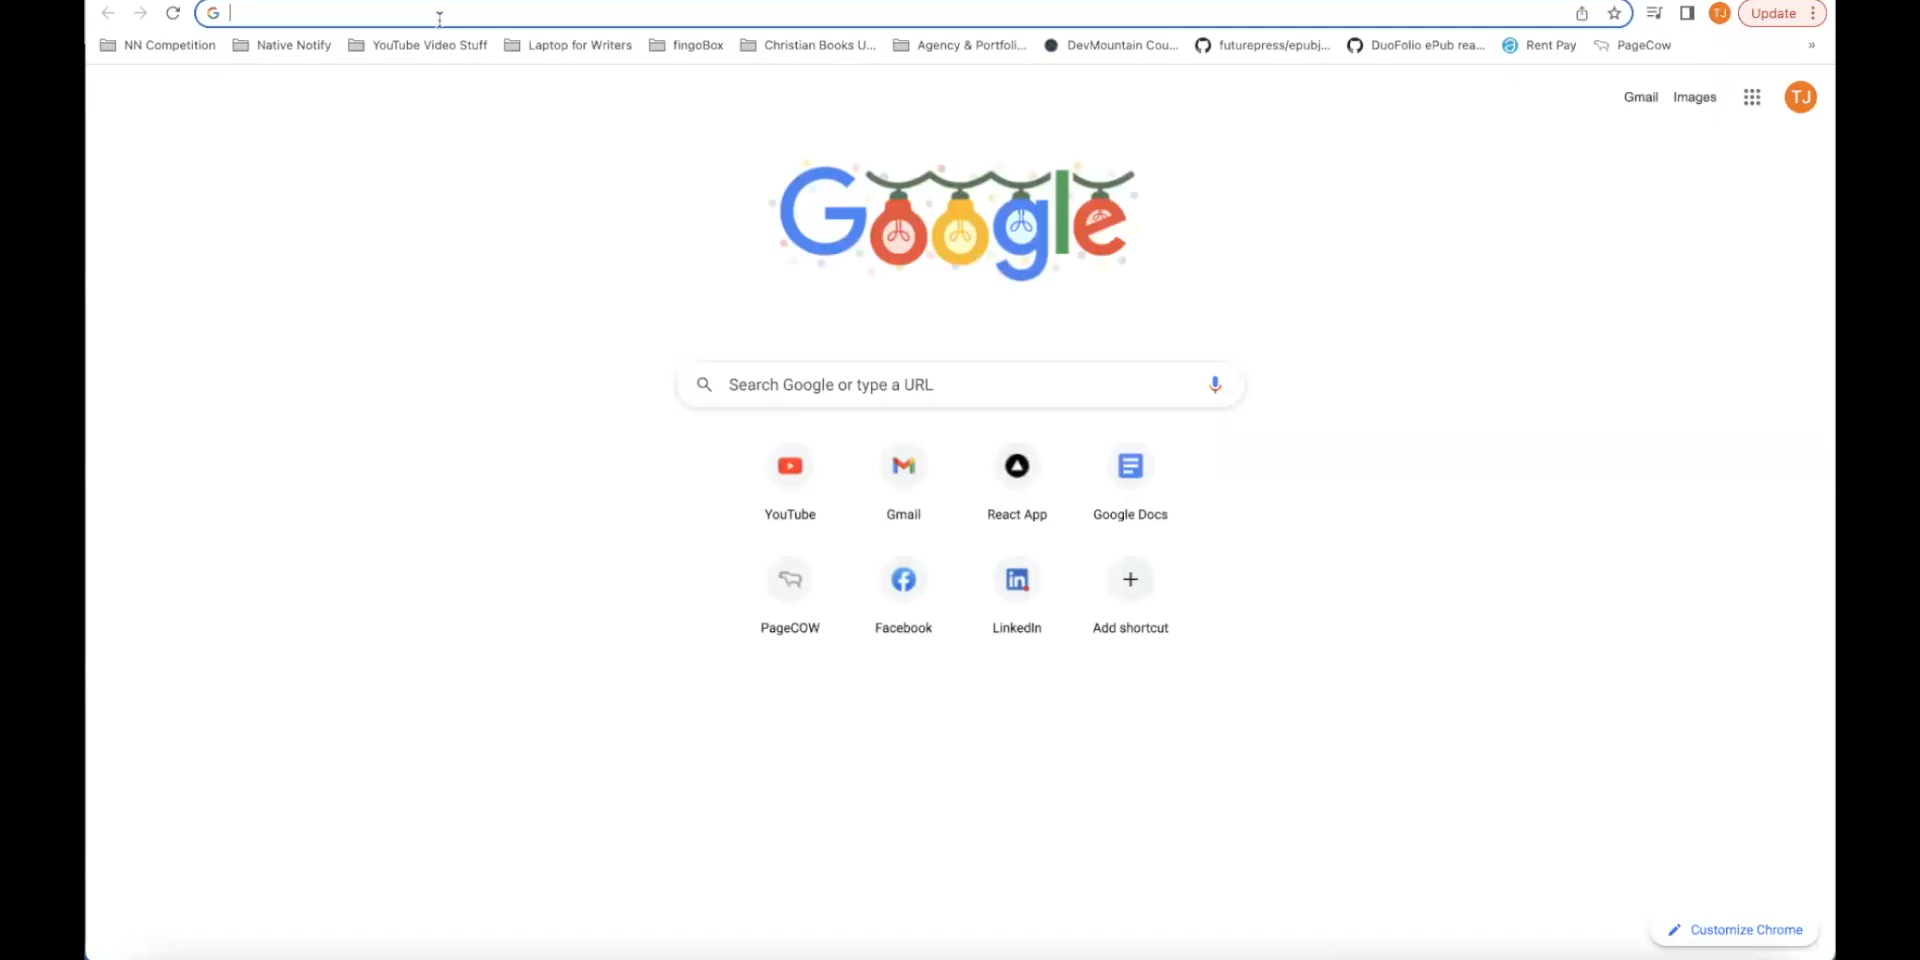 Update
NN Competition Native Notify YouTube Video Stuff Laptop for Writers fingoBox Christian Books U... Agency & Portfoli... DevMountain Cou... futurepress/epubj... DuoFolio ePub rea... Rent Pay PageCow »
Gmail Images TJ
Google
Search Google or type a URL
YouTube Gmail React App Google Docs
PageCOW Facebook LinkedIn Add shortcut
Customize Chrome